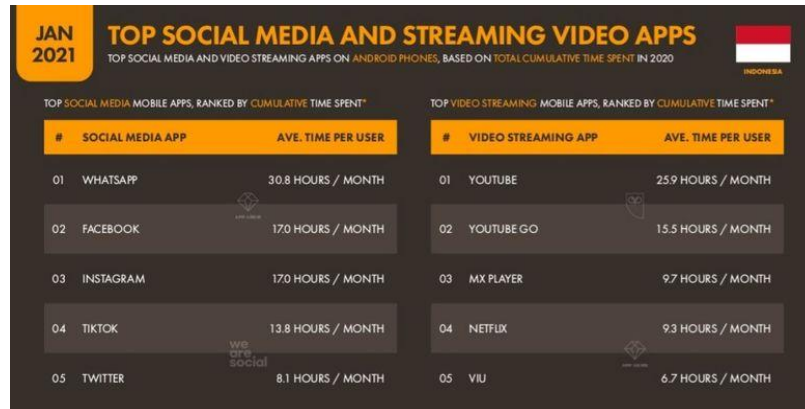 JAN
2021
TOP SOCIAL MEDIA AND STREAMING VIDEO APPS
TOP SOCIAL MEDIA AND VIDEO STREAMING APPS ON ANDROID PHONES, BASED ON TOTAL CUMULATIVE TIME SPENT IN 2020
INDONESIA
TOP SOCIAL MEDIA MOBILE APPS, RANKED BY CUMULATIVE TIME SPENT*
# SOCIAL MEDIA APP AVE. TIME PER USER
01 WHATSAPP 30.8 HOURS / MONTH
02 FACEBOOK 17.0 HOURS / MONTH
03 INSTAGRAM 17.0 HOURS / MONTH
04 TIKTOK 13.8 HOURS / MONTH
05 TWITTER 8.1 HOURS / MONTH
we
are
social
TOP VIDEO STREAMING MOBILE APPS, RANKED BY CUMULATIVE TIME SPENT*
# VIDEO STREAMING APP AVE. TIME PER USER
01 YOUTUBE 25.9 HOURS / MONTH
02 YOUTUBE GO 15.5 HOURS / MONTH
03 MX PLAYER 9.7 HOURS / MONTH
04 NETFLIX 9.3 HOURS / MONTH
05 VIU 6.7 HOURS / MONTH